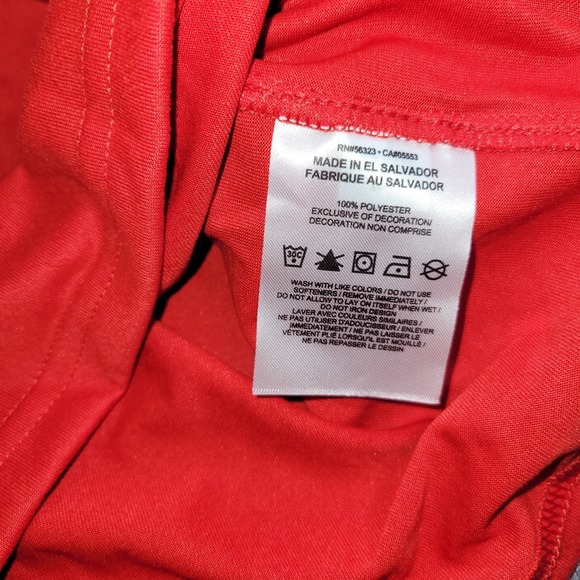 RN#56323 • CA#05553
MADE IN EL SALVADOR
FABRIQUE AU SALVADOR
100% POLYESTER
EXCLUSIVE OF DECORATION/
DECORATION NON COMPRISE
30C
WASH WITH LIKE COLORS / DO NOT USE
SOFTENERS / REMOVE IMMEDIATELY /
DO NOT ALLOW TO LAY ON ITSELF WHEN WET /
DO NOT IRON DESIGN
LAVER AVEC COULEURS SIMILAIRES /
NE PAS UTILISER D'ADOUCISSEUR/ ENLEVER
IMMEDIATEMENT / NE PAS LAISSER LE
VÊTEMENT PLIÉ LORSQU'IL EST MOUILLÉ /
NE PAS REPASSER LE DESSIN